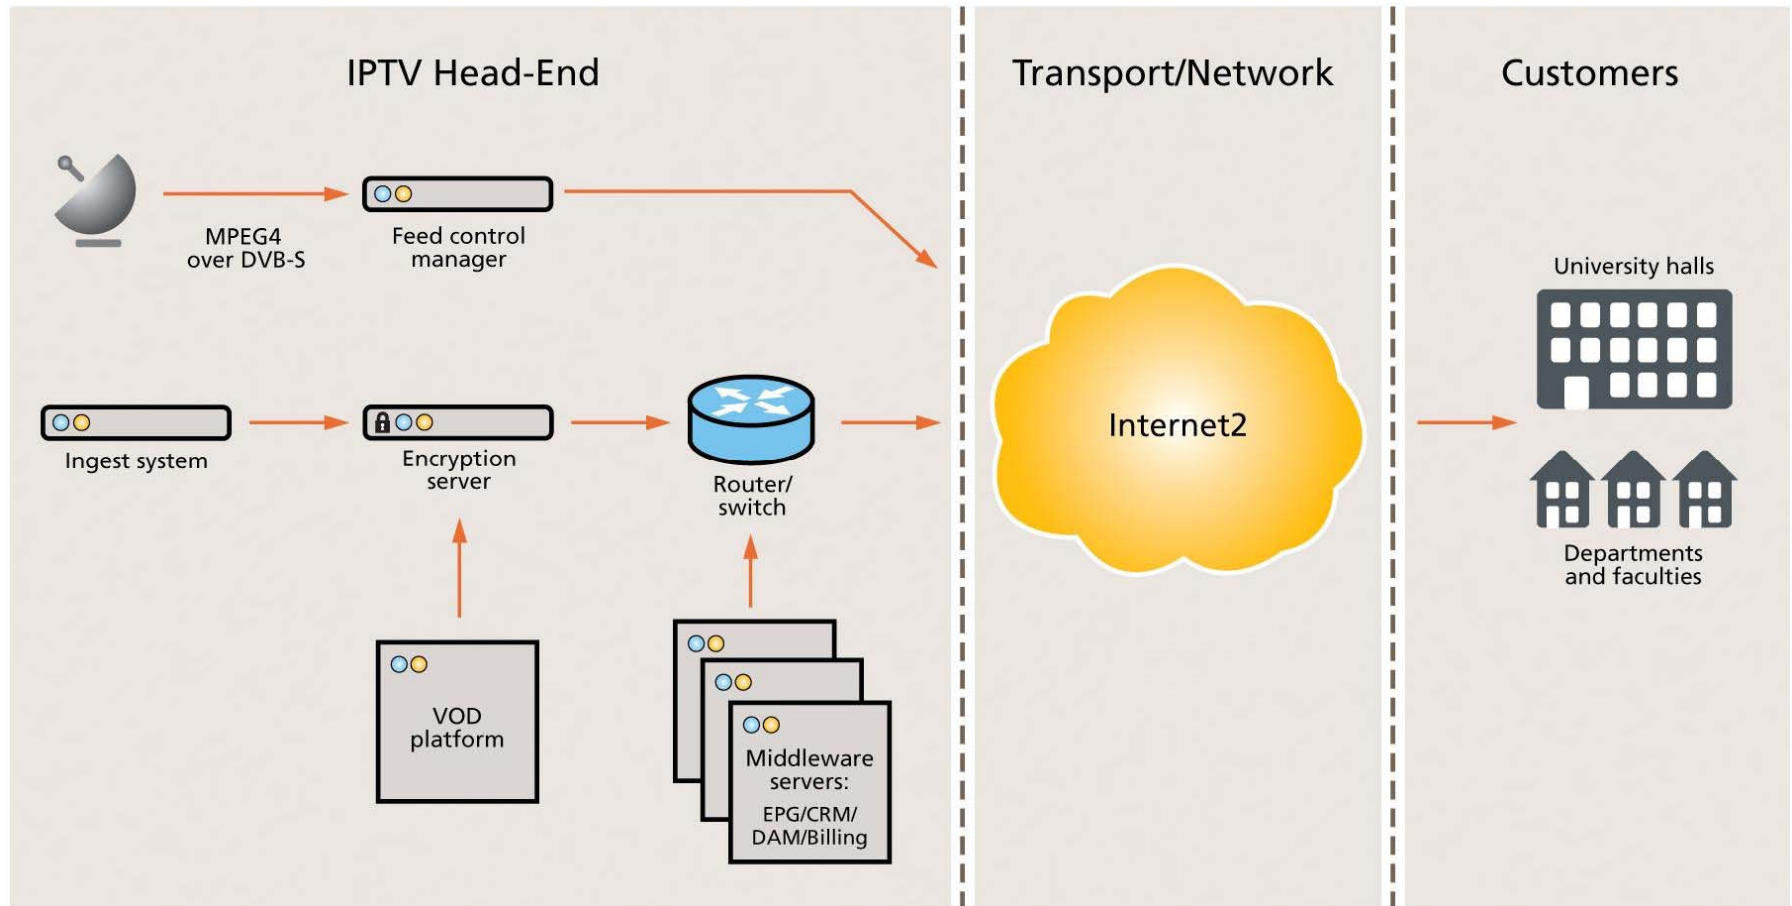 IPTV Head-End
Transport/Network
Customers
MPEG4
over DVB-S
Feed control
manager
University halls
Ingest system
Encryption
server
Router/
switch
Internet2
Departments
and faculties
VOD
platform
Middleware
servers:
EPG/CRM/
DAM/Billing